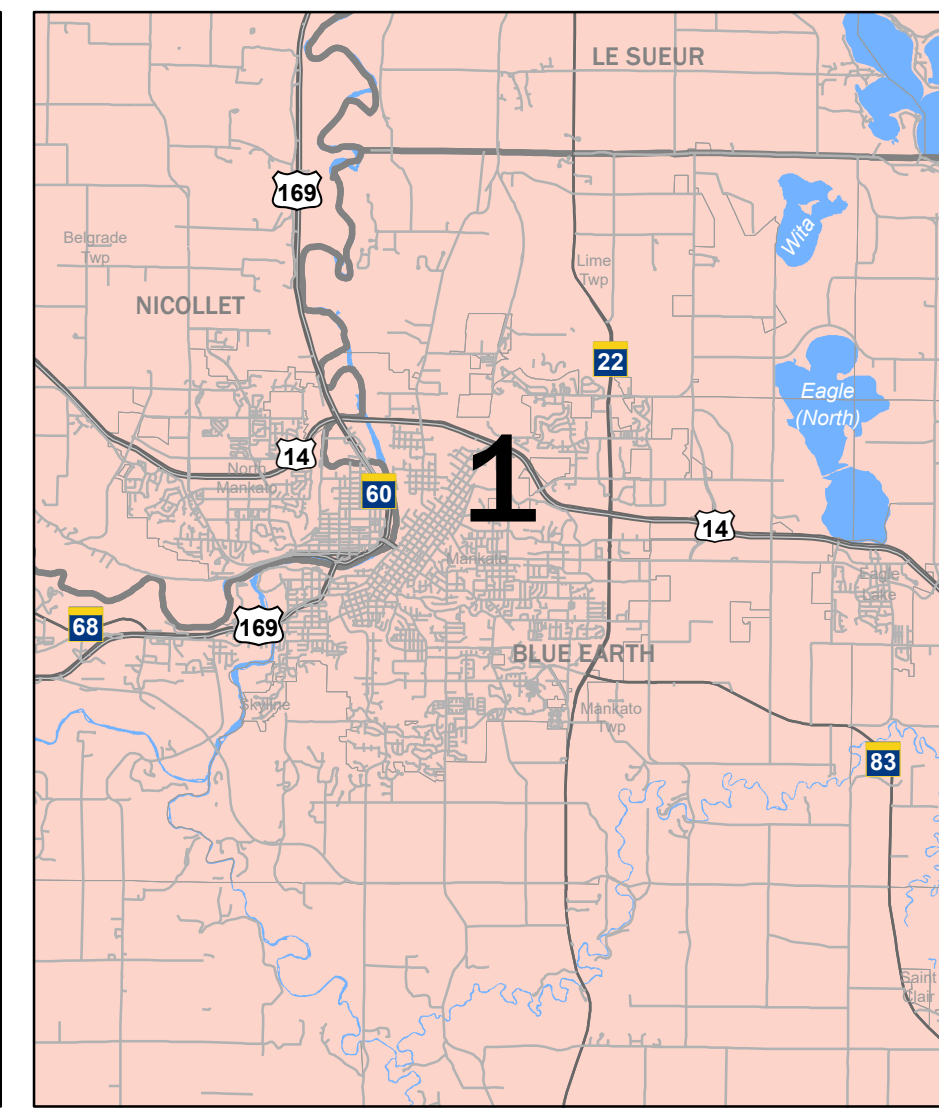 LE SUEUR
169
Belgrade
Twp
Wita
Lime
Twp
NICOLLET
22
Eagle
(North)
14
1
North
Mankato
60
14
Mankato
Eagle
Lake
68
169
BLUE EARTH
Skyline
Mankato
Twp
83
Saint
Clair